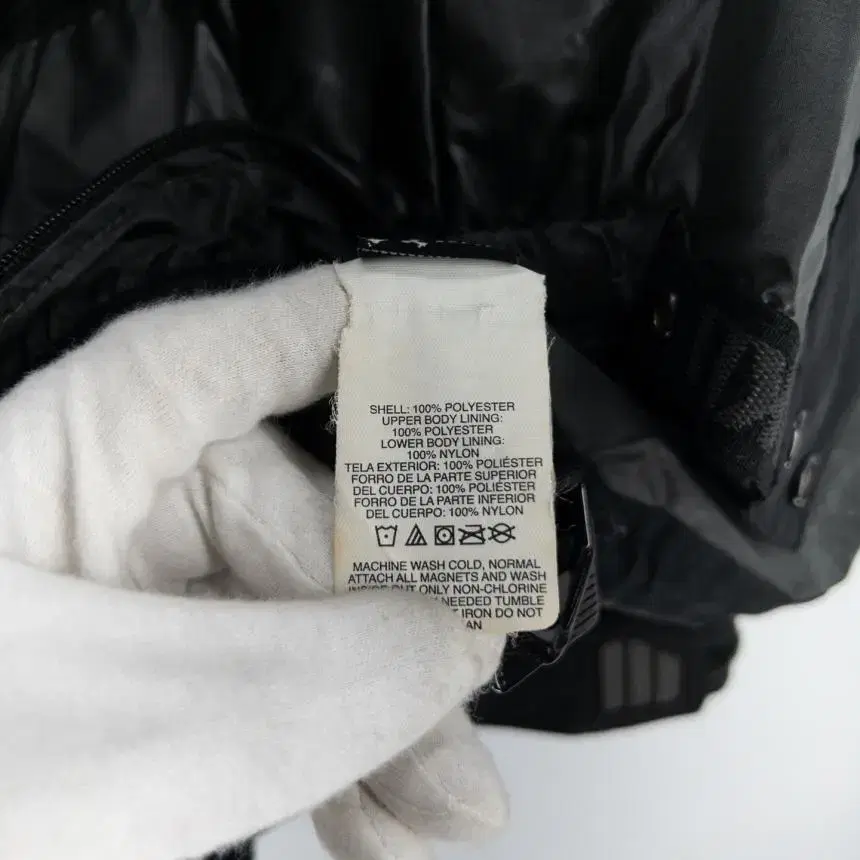 SHELL: 100% POLYESTER
UPPER BODY LINING:
100% POLYESTER
LOWER BODY LINING:
100% NYLON
TELA EXTERIOR: 100% POLIÉSTER
FORRO DE LA PARTE SUPERIOR
DEL CUERPO: 100% POLIÉSTER
FORRO DE LA PARTE INFERIOR
DEL CUERPO: 100% NYLON
MACHINE WASH COLD, NORMAL
ATTACH ALL MAGNETS AND WASH
INSIDE OUT ONLY NON-CHLORINE
NEEDED TUMBLE
IRON DO NOT